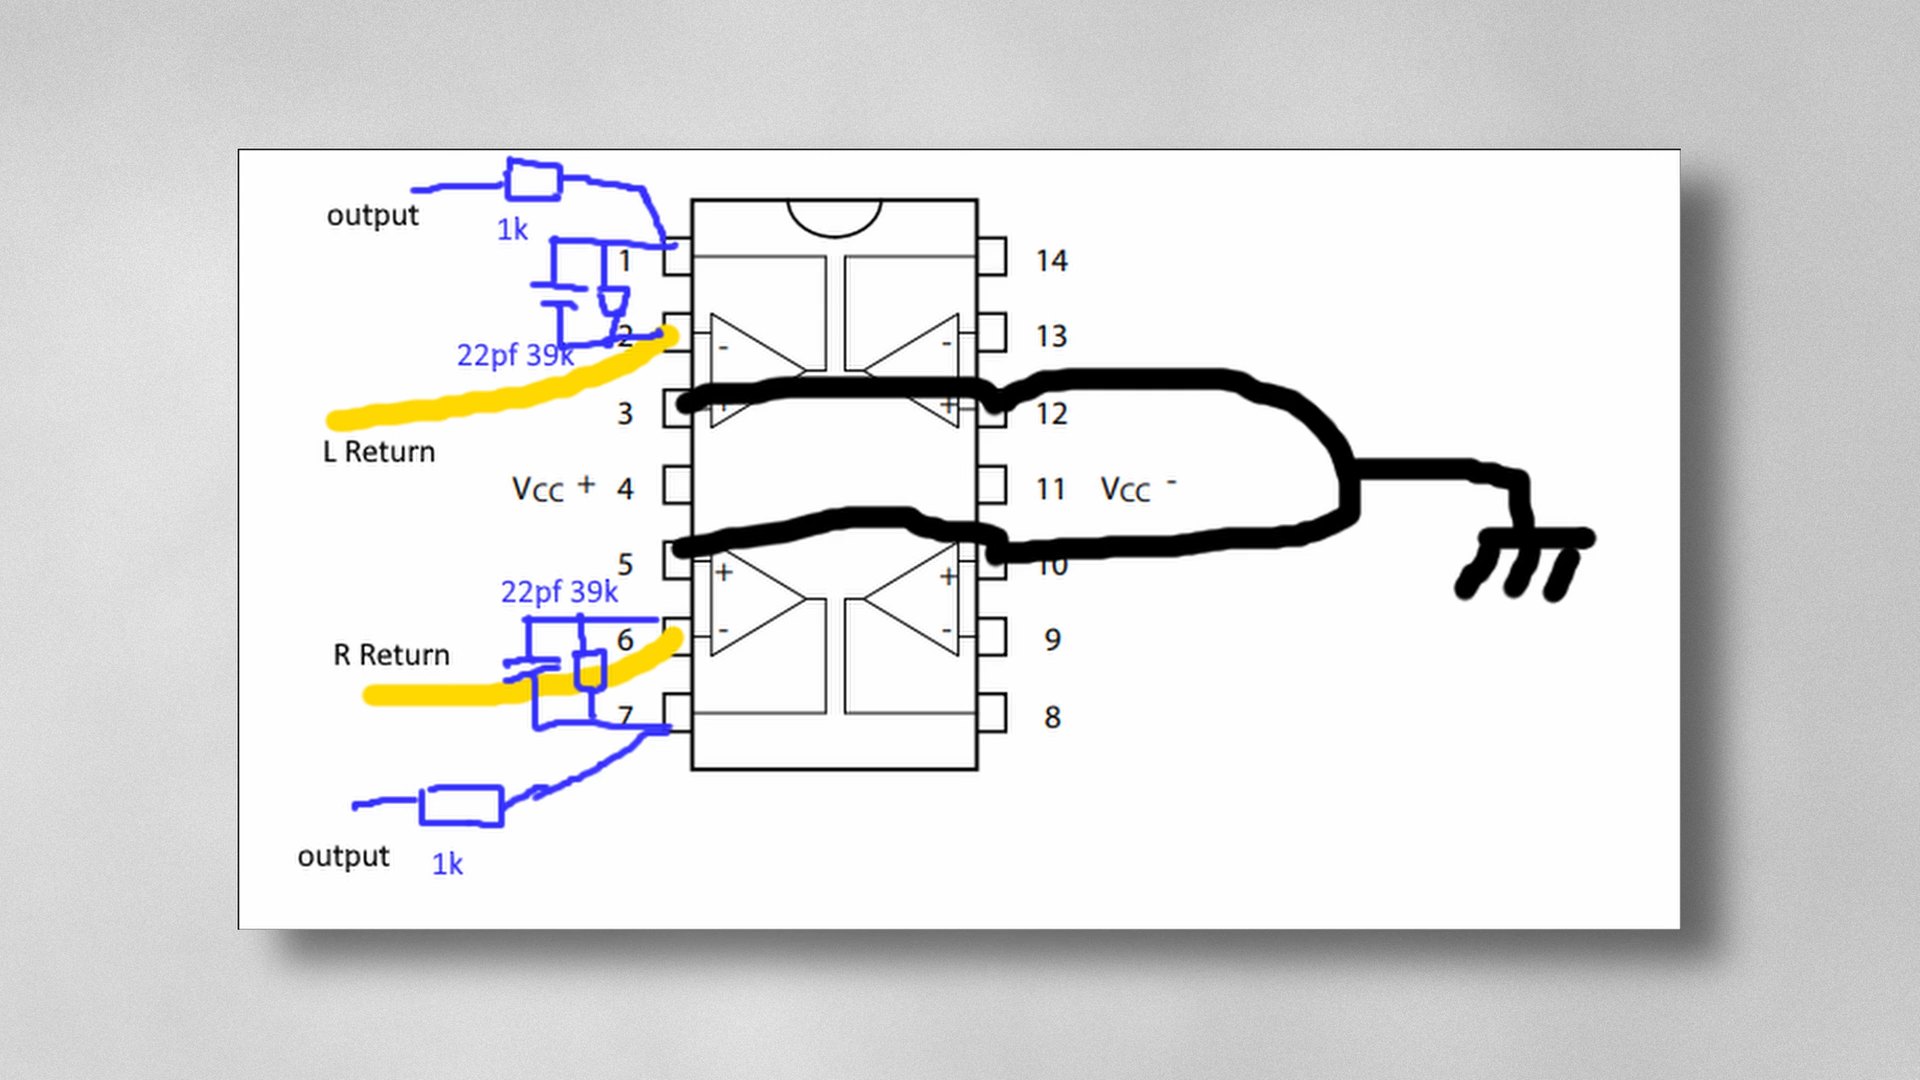 output
1k
1
14
2
13
22pf 39k
3
12
L Return
Vcc + 4
11 Vcc -
5
10
22pf 39k
R Return
6
9
7
8
output
1k
- -
+ +
+ +
- -